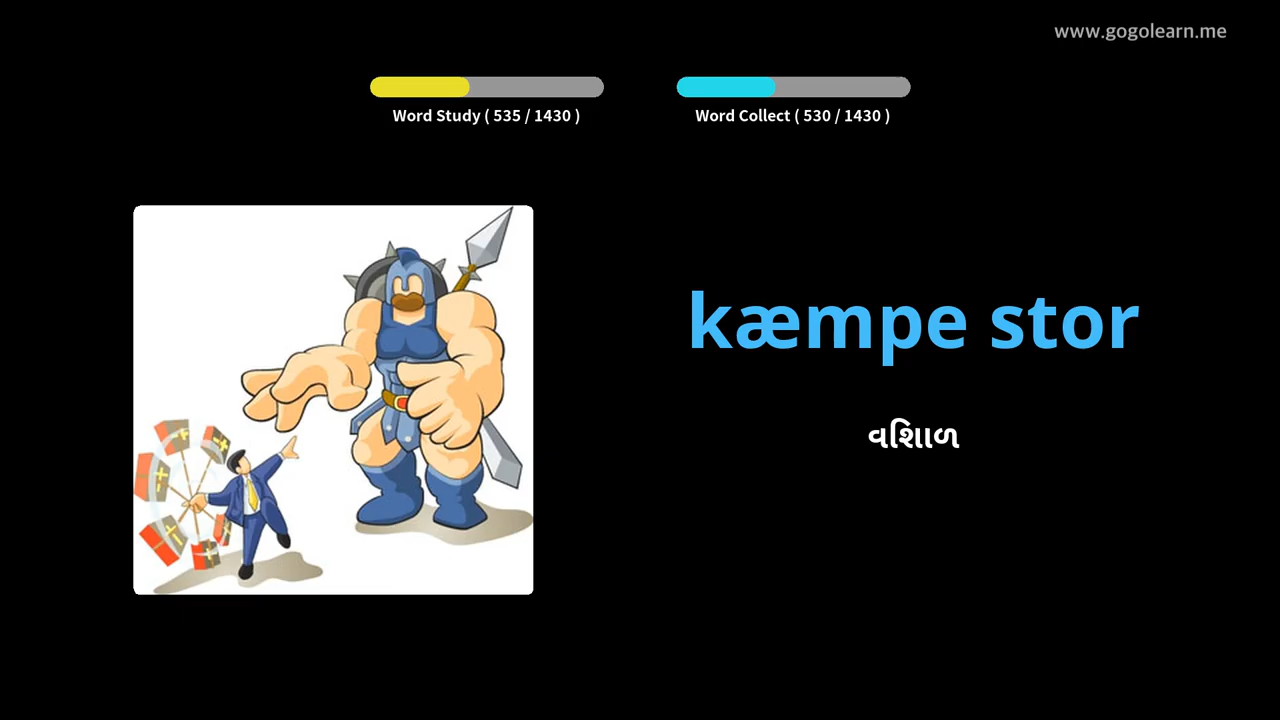 www.gogolearn.me
Word Study ( 535 / 1430 )
Word Collect ( 530 / 1430 )
kæmpe stor
વિશાળ